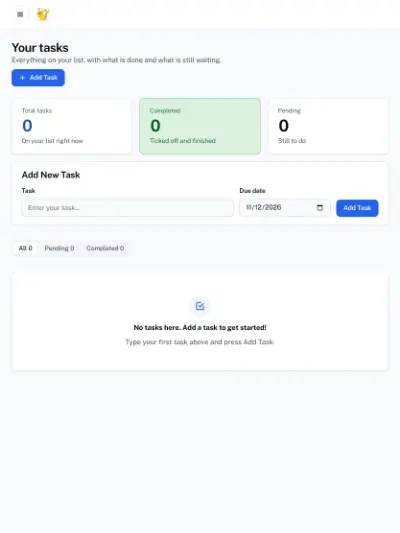 Your tasks
Everything on your list, with what is done and what is still waiting.
+ Add Task
Total tasks
0
On your list right now
Completed
0
Ticked off and finished
Pending
0
Still to do
Add New Task
Task
Due date
Enter your task...
11/12/2026
Add Task
All 0
Pending 0
Completed 0
No tasks here. Add a task to get started!
Type your first task above and press Add Task.